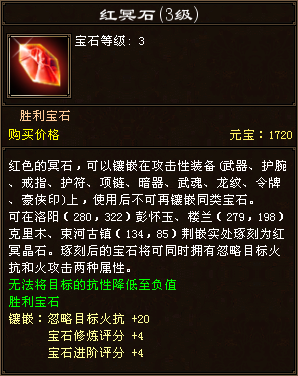 红冥石(3级)
宝石等级: 3
胜利宝石
购买价格 元宝: 1720
红色的冥石，可以镶嵌在攻击性装备(武器、护腕
、戒指、护符、项链、暗器、武魂、龙纹、令牌
、豪侠印)上，使用后不可再镶嵌同类宝石。
可在洛阳（280，322）彭怀玉、楼兰（279，198）
克里木、束河古镇（134，85）荆嵌实处琢刻为红
冥晶石。琢刻后的宝石将可同时拥有忽略目标火
抗和火攻击两种属性。
无法将目标的抗性降低至负值
胜利宝石
镶嵌: 忽略目标火抗 +20
宝石修炼评分 +4
宝石进阶评分 +4